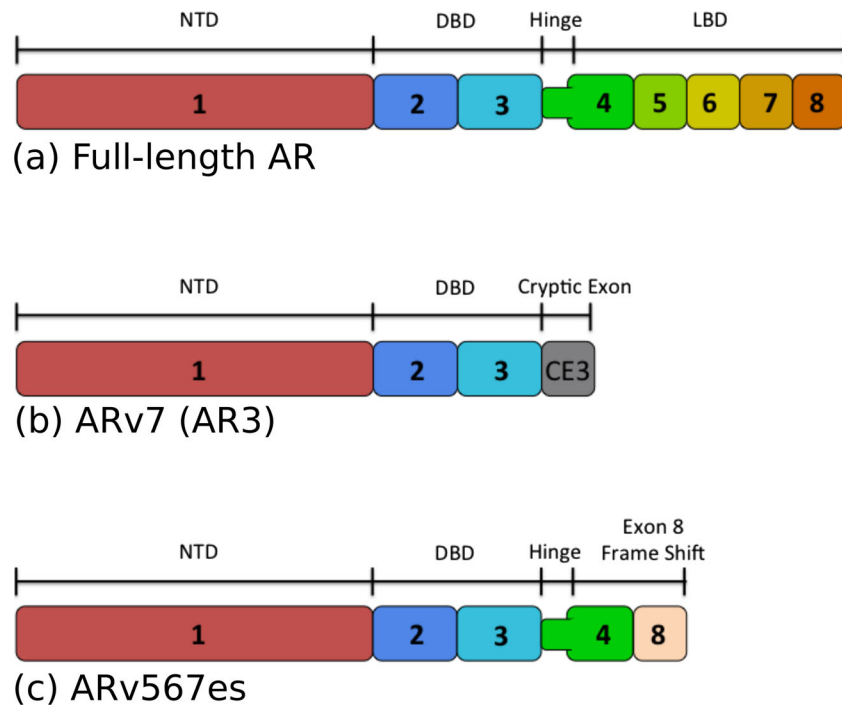 NTD DBD Hinge LBD
1 2 3 4 5 6 7 8
(a) Full-length AR
NTD DBD Cryptic Exon
1 2 3 CE3
(b) ARv7 (AR3)
Exon 8
NTD DBD Hinge Frame Shift
1 2 3 4 8
(c) ARv567es